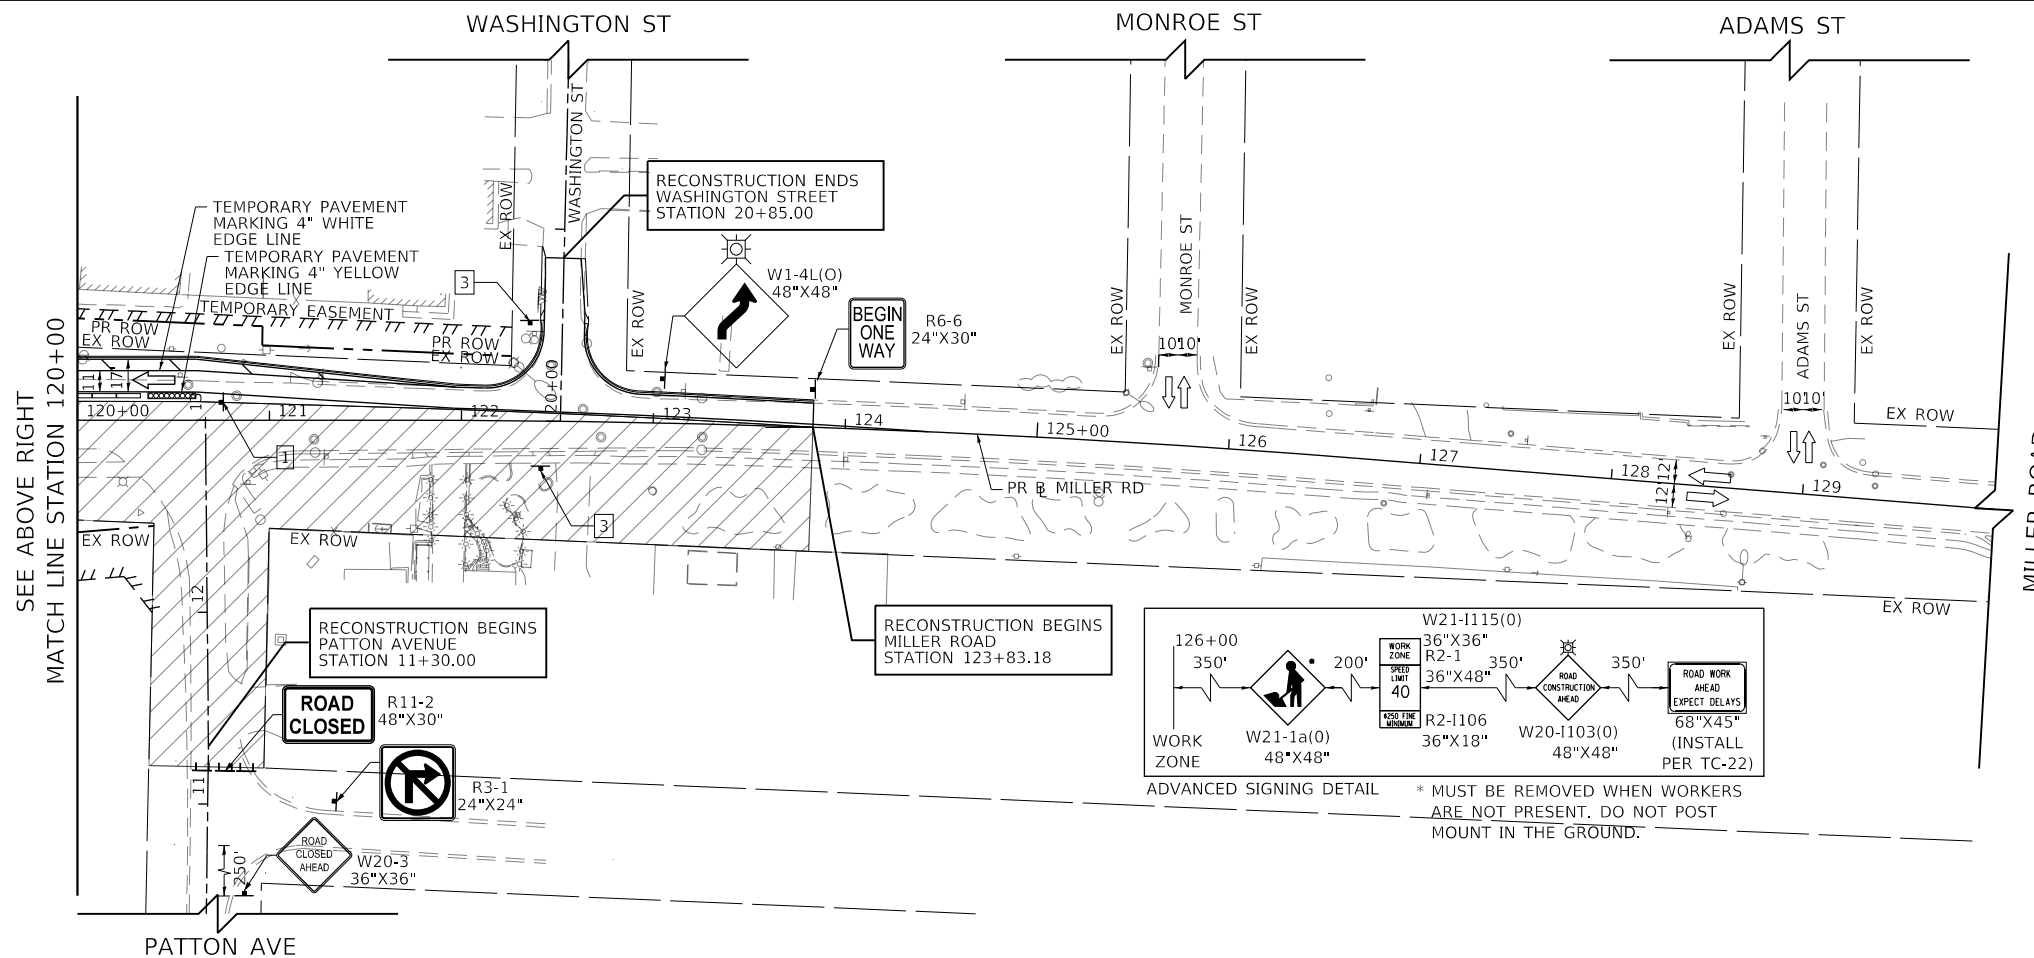 WASHINGTON ST
MONROE ST
ADAMS ST
WASHINGTON ST
EX ROW
RECONSTRUCTION ENDS
WASHINGTON STREET
STATION 20+85.00
TEMPORARY PAVEMENT
MARKING 4" WHITE
EDGE LINE
TEMPORARY PAVEMENT
MARKING 4" YELLOW
EDGE LINE
TEMPORARY EASEMENT
3
W1-4L(O)
48"X48"
BEGIN
ONE
WAY
R6-6
24"X30"
EX ROW
EX ROW
MONROE ST
EX ROW
10'10'
EX ROW
ADAMS ST
EX ROW
10'10'
EX ROW
PR ROW
EX ROW
PR ROW
EX ROW
SEE ABOVE RIGHT
MATCH LINE STATION 120+00
11
17
1'
20+00
120+00
121
122
123
124
125+00
126
127
128
129
12'
12'
1
3
PR B MILLER RD
MILLER ROAD
EX ROW
EX ROW
EX ROW
12
11
RECONSTRUCTION BEGINS
PATTON AVENUE
STATION 11+30.00
RECONSTRUCTION BEGINS
MILLER ROAD
STATION 123+83.18
ROAD
CLOSED
R11-2
48"X30"
R3-1
24"X24"
ROAD
CLOSED
AHEAD
W20-3
36"X36"
250'
PATTON AVE
126+00
350'
200'
350'
350'
WORK
ZONE
W21-1a(0)
48"X48"
*
WORK
ZONE
SPEED
LIMIT
40
$250 FINE
MINIMUM
W21-I115(0)
36"X36"
R2-1
36"X48"
R2-I106
36"X18"
ROAD
CONSTRUCTION
AHEAD
W20-I103(0)
48"X48"
ROAD WORK
AHEAD
EXPECT DELAYS
68"X45"
(INSTALL
PER TC-22)
ADVANCED SIGNING DETAIL
* MUST BE REMOVED WHEN WORKERS
ARE NOT PRESENT. DO NOT POST
MOUNT IN THE GROUND.